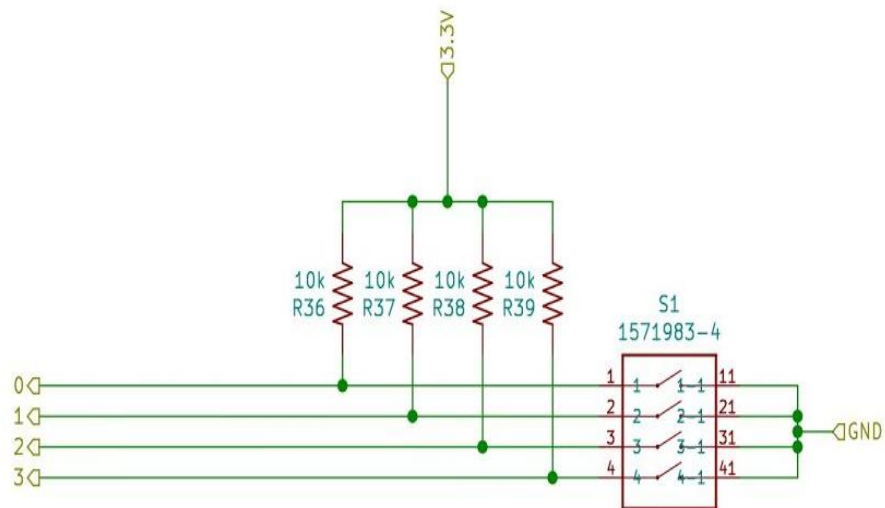 3.3V
10k 10k 10k 10k
R36 R37 R38 R39
S1
1571983-4
0 1 1 1-1 11
1 2 2 2-1 21
GND
2 3 3 3-1 31
3 4 4 4-1 41